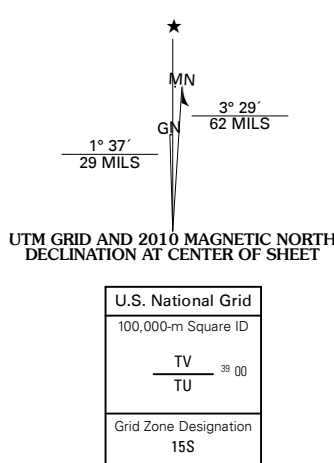 ★
MN
GN
3° 29´
62 MILS
1° 37´
29 MILS
UTM GRID AND 2010 MAGNETIC NORTH
DECLINATION AT CENTER OF SHEET
U.S. National Grid
100,000-m Square ID
TV
39 00
TU
Grid Zone Designation
15S